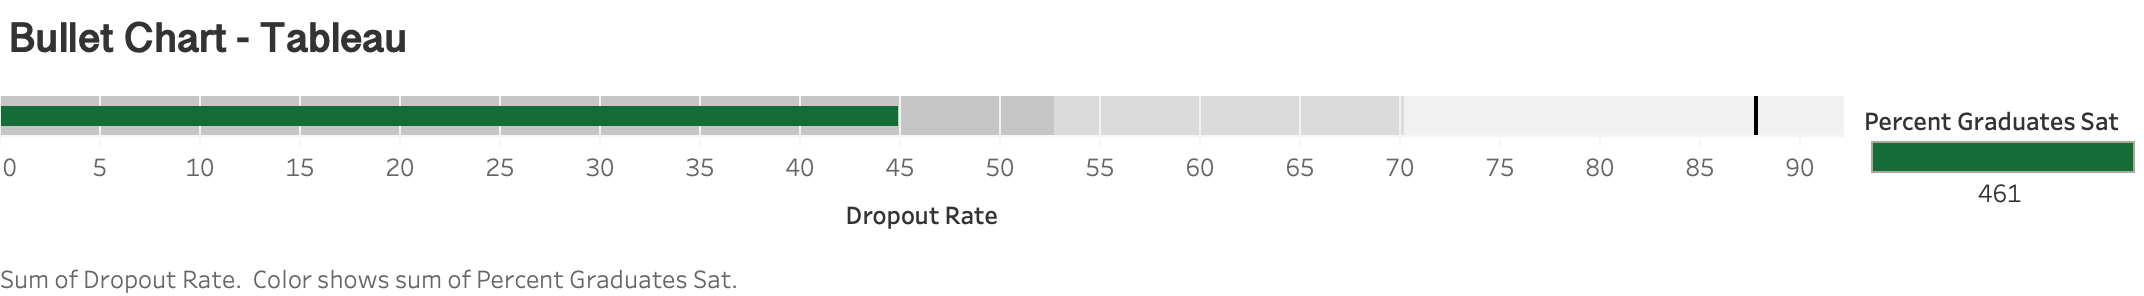 Bullet Chart - Tableau
0 5 10 15 20 25 30 35 40 45 50 55 60 65 70 75 80 85 90
Dropout Rate
Percent Graduates Sat
461
Sum of Dropout Rate.  Color shows sum of Percent Graduates Sat.